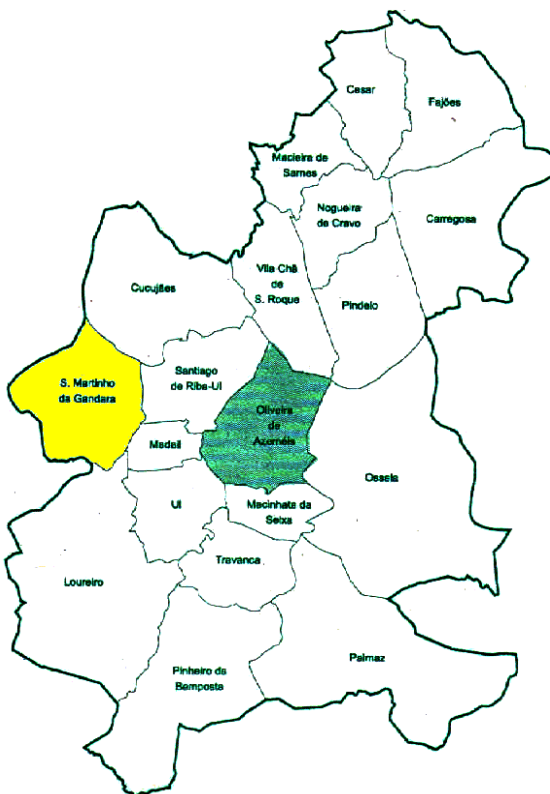 Cesar
Fajões
Macieira de
Sarnes
Nogueira
do Cravo
Carregosa
Vila Chã
de
S. Roque
Cucujães
Pindelo
Santiago
de Riba-Ul
S. Martinho
da Gandara
Oliveira
de
Azeméis
Madail
Ossela
Ul
Macinhata da
Seixa
Travanca
Loureiro
Palmaz
Pinheiro da
Bemposta